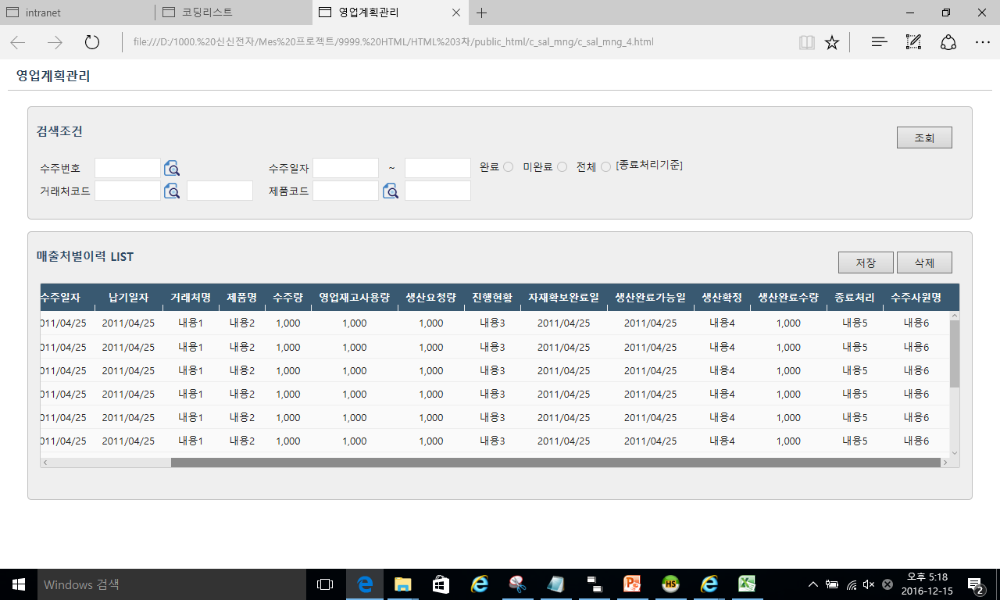 intranet
코딩리스트
영업계획관리
file:///D:/1000.%20신신전자/Mes%20프로젝트/9999.%20HTML/HTML%203차/public_html/c_sal_mng/c_sal_mng_4.html
영업계획관리
검색조건
조회
수주번호 수주일자 ~ 완료 미완료 전체 [종료처리기준]
거래처코드 제품코드
매출처별이력 LIST
저장 삭제
수주일자 납기일자 거래처명 제품명 수주량 영업재고사용량 생산요청량 진행현황 자재확보완료일 생산완료가능일 생산확정 생산완료수량 종료처리 수주사원명
011/04/25 2011/04/25 내용1 내용2 1,000 1,000 1,000 내용3 2011/04/25 2011/04/25 내용4 1,000 내용5 내용6
011/04/25 2011/04/25 내용1 내용2 1,000 1,000 1,000 내용3 2011/04/25 2011/04/25 내용4 1,000 내용5 내용6
011/04/25 2011/04/25 내용1 내용2 1,000 1,000 1,000 내용3 2011/04/25 2011/04/25 내용4 1,000 내용5 내용6
011/04/25 2011/04/25 내용1 내용2 1,000 1,000 1,000 내용3 2011/04/25 2011/04/25 내용4 1,000 내용5 내용6
011/04/25 2011/04/25 내용1 내용2 1,000 1,000 1,000 내용3 2011/04/25 2011/04/25 내용4 1,000 내용5 내용6
011/04/25 2011/04/25 내용1 내용2 1,000 1,000 1,000 내용3 2011/04/25 2011/04/25 내용4 1,000 내용5 내용6
Windows 검색
HS
오후 5:18
2016-12-15
2